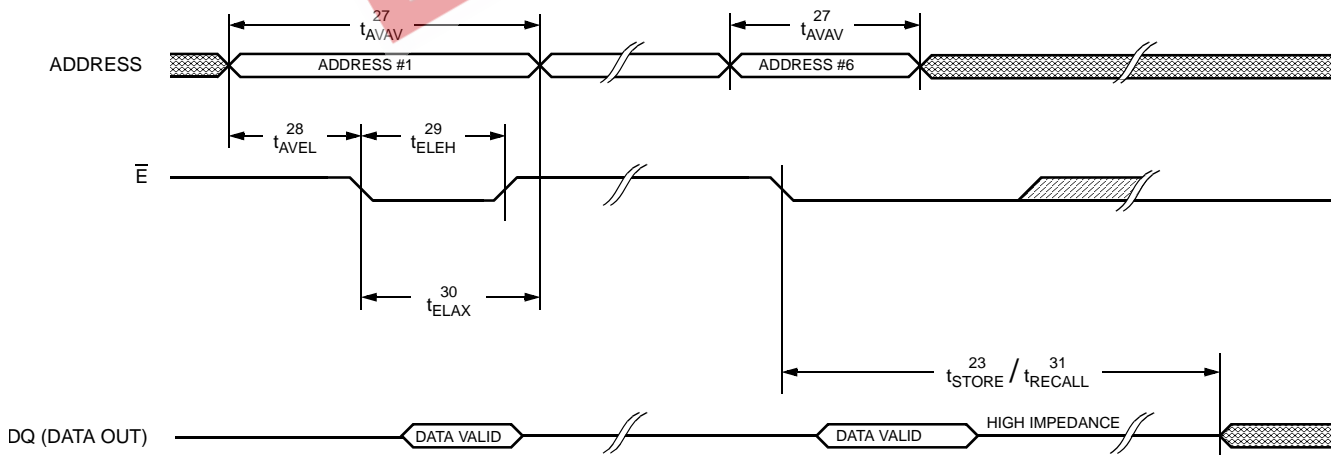 27
tAVAV
27
tAVAV
ADDRESS
ADDRESS #1
ADDRESS #6
28
tAVEL
29
tELEH
E
30
tELAX
23 31
tSTORE / tRECALL
DQ (DATA OUT)
DATA VALID
DATA VALID
HIGH IMPEDANCE